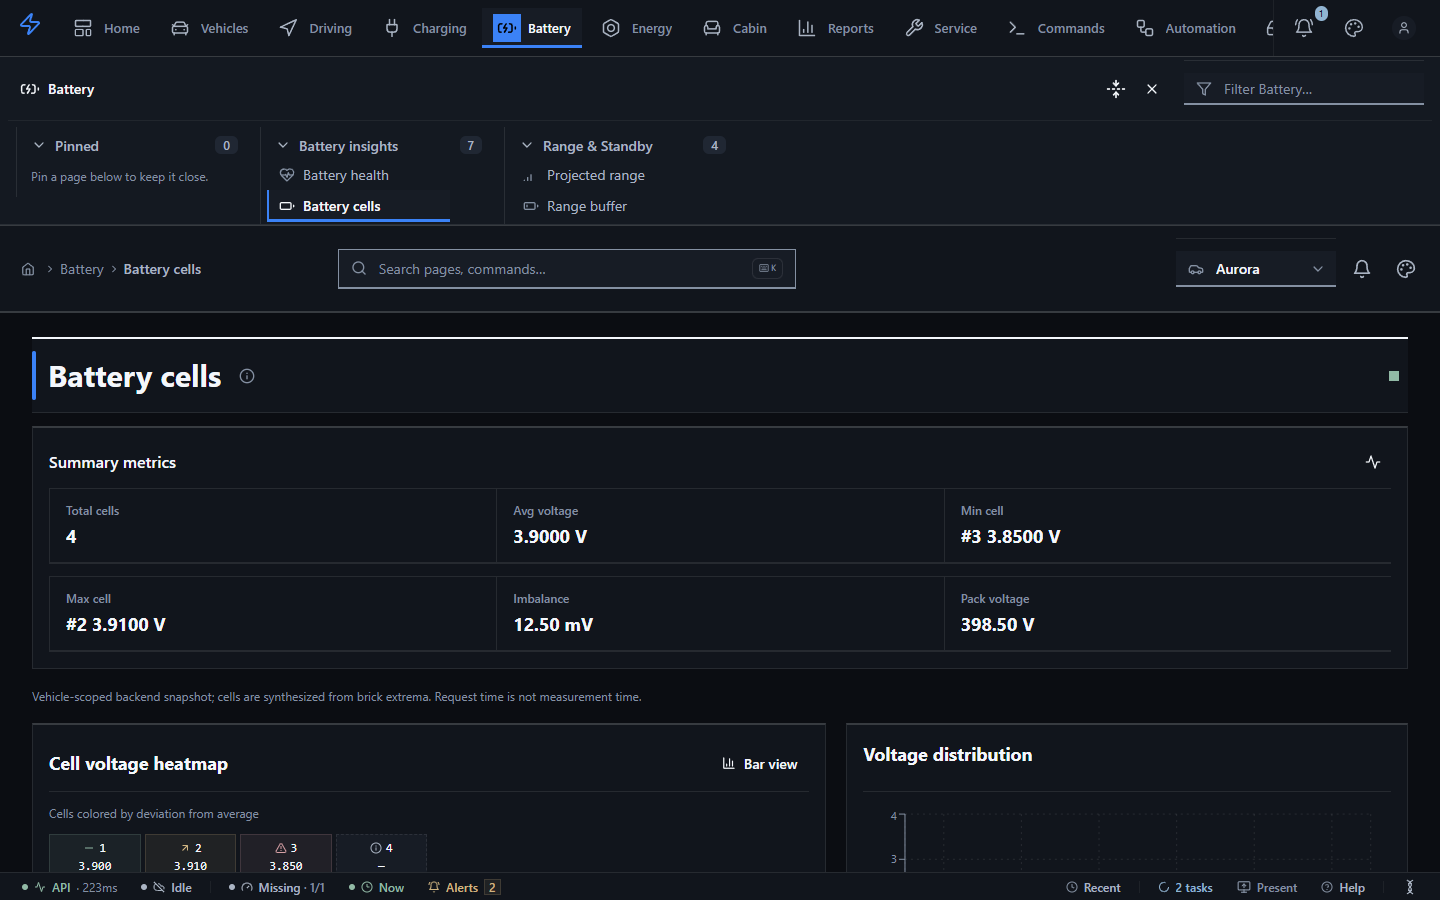 Home Vehicles Driving Charging Battery Energy Cabin Reports Service Commands Automation 1
Battery
Filter Battery...
Pinned 0
Pin a page below to keep it close.
Battery insights 7
Battery health
Battery cells
Range & Standby 4
Projected range
Range buffer
Battery > Battery cells
Search pages, commands... K
Aurora
Battery cells
Summary metrics
Total cells
4
Avg voltage
3.9000 V
Min cell
#3 3.8500 V
Max cell
#2 3.9100 V
Imbalance
12.50 mV
Pack voltage
398.50 V
Vehicle-scoped backend snapshot; cells are synthesized from brick extrema. Request time is not measurement time.
Cell voltage heatmap
Bar view
Cells colored by deviation from average
1
3.900
2
3.910
3
3.850
4
—
Voltage distribution
4
3
API · 223ms Idle Missing · 1/1 Now Alerts 2 Recent 2 tasks Present Help